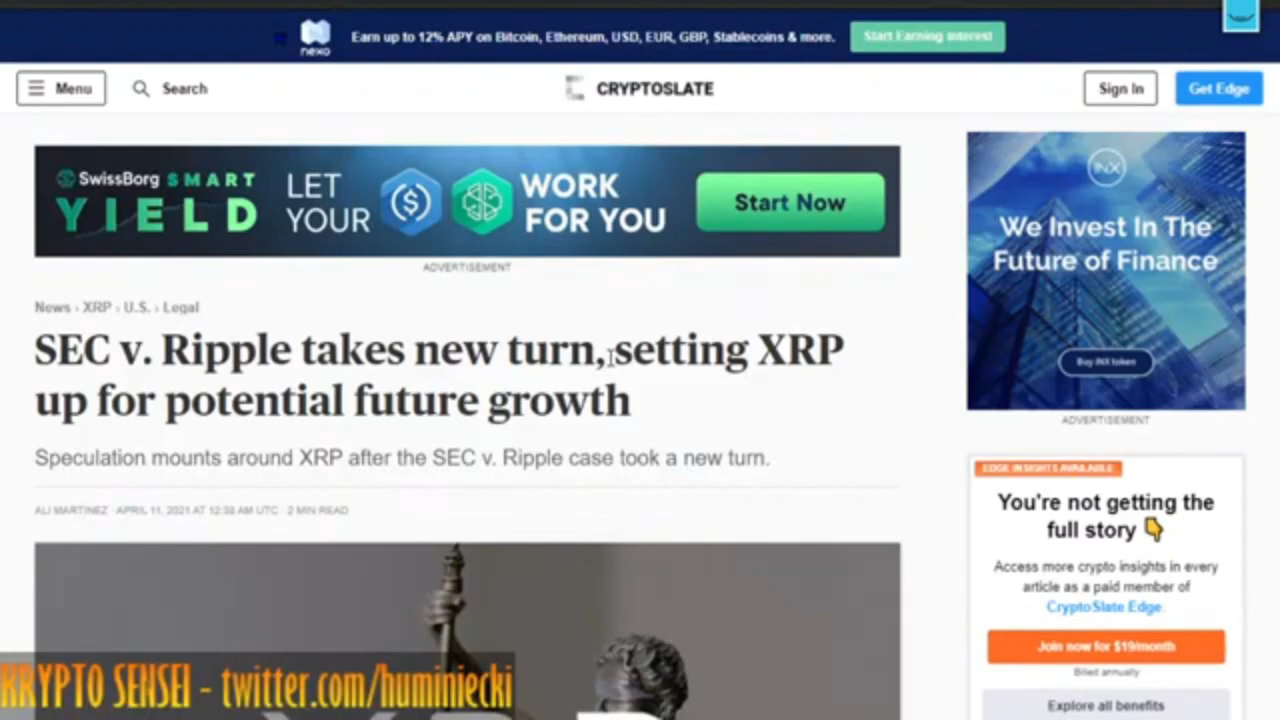 nexo
Earn up to 12% APY on Bitcoin, Ethereum, USD, EUR, GBP, Stablecoins & more.
Start Earning Interest
Menu
Search
CRYPTOSLATE
Sign In
Get Edge
SwissBorg SMART
YIELD
LET
YOUR
WORK
FOR YOU
Start Now
ADVERTISEMENT
INX
We Invest In The
Future of Finance
Buy INX token
ADVERTISEMENT
News › XRP › U.S. › Legal
SEC v. Ripple takes new turn, setting XRP
up for potential future growth
Speculation mounts around XRP after the SEC v. Ripple case took a new turn.
ALI MARTINEZ · APRIL 11, 2021 AT 12:38 AM UTC · 2 MIN READ
EDGE INSIGHTS AVAILABLE
You're not getting the
full story 👇
Access more crypto insights in every
article as a paid member of
CryptoSlate Edge.
Join now for $19/month
Billed annually
Explore all benefits
KRYPTO SENSEI - twitter.com/huminiecki